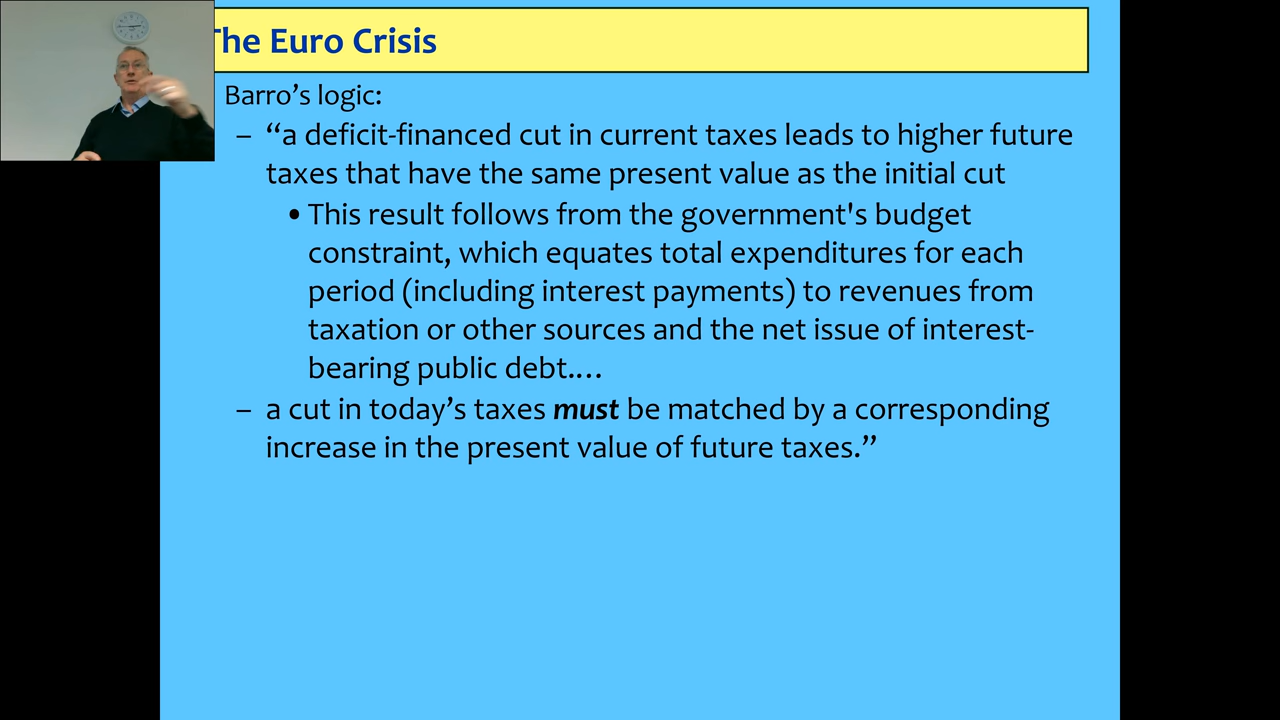 The Euro Crisis
Barro’s logic:
– “a deficit-financed cut in current taxes leads to higher future
taxes that have the same present value as the initial cut
• This result follows from the government's budget
constraint, which equates total expenditures for each
period (including interest payments) to revenues from
taxation or other sources and the net issue of interest-
bearing public debt.…
– a cut in today’s taxes must be matched by a corresponding
increase in the present value of future taxes.”